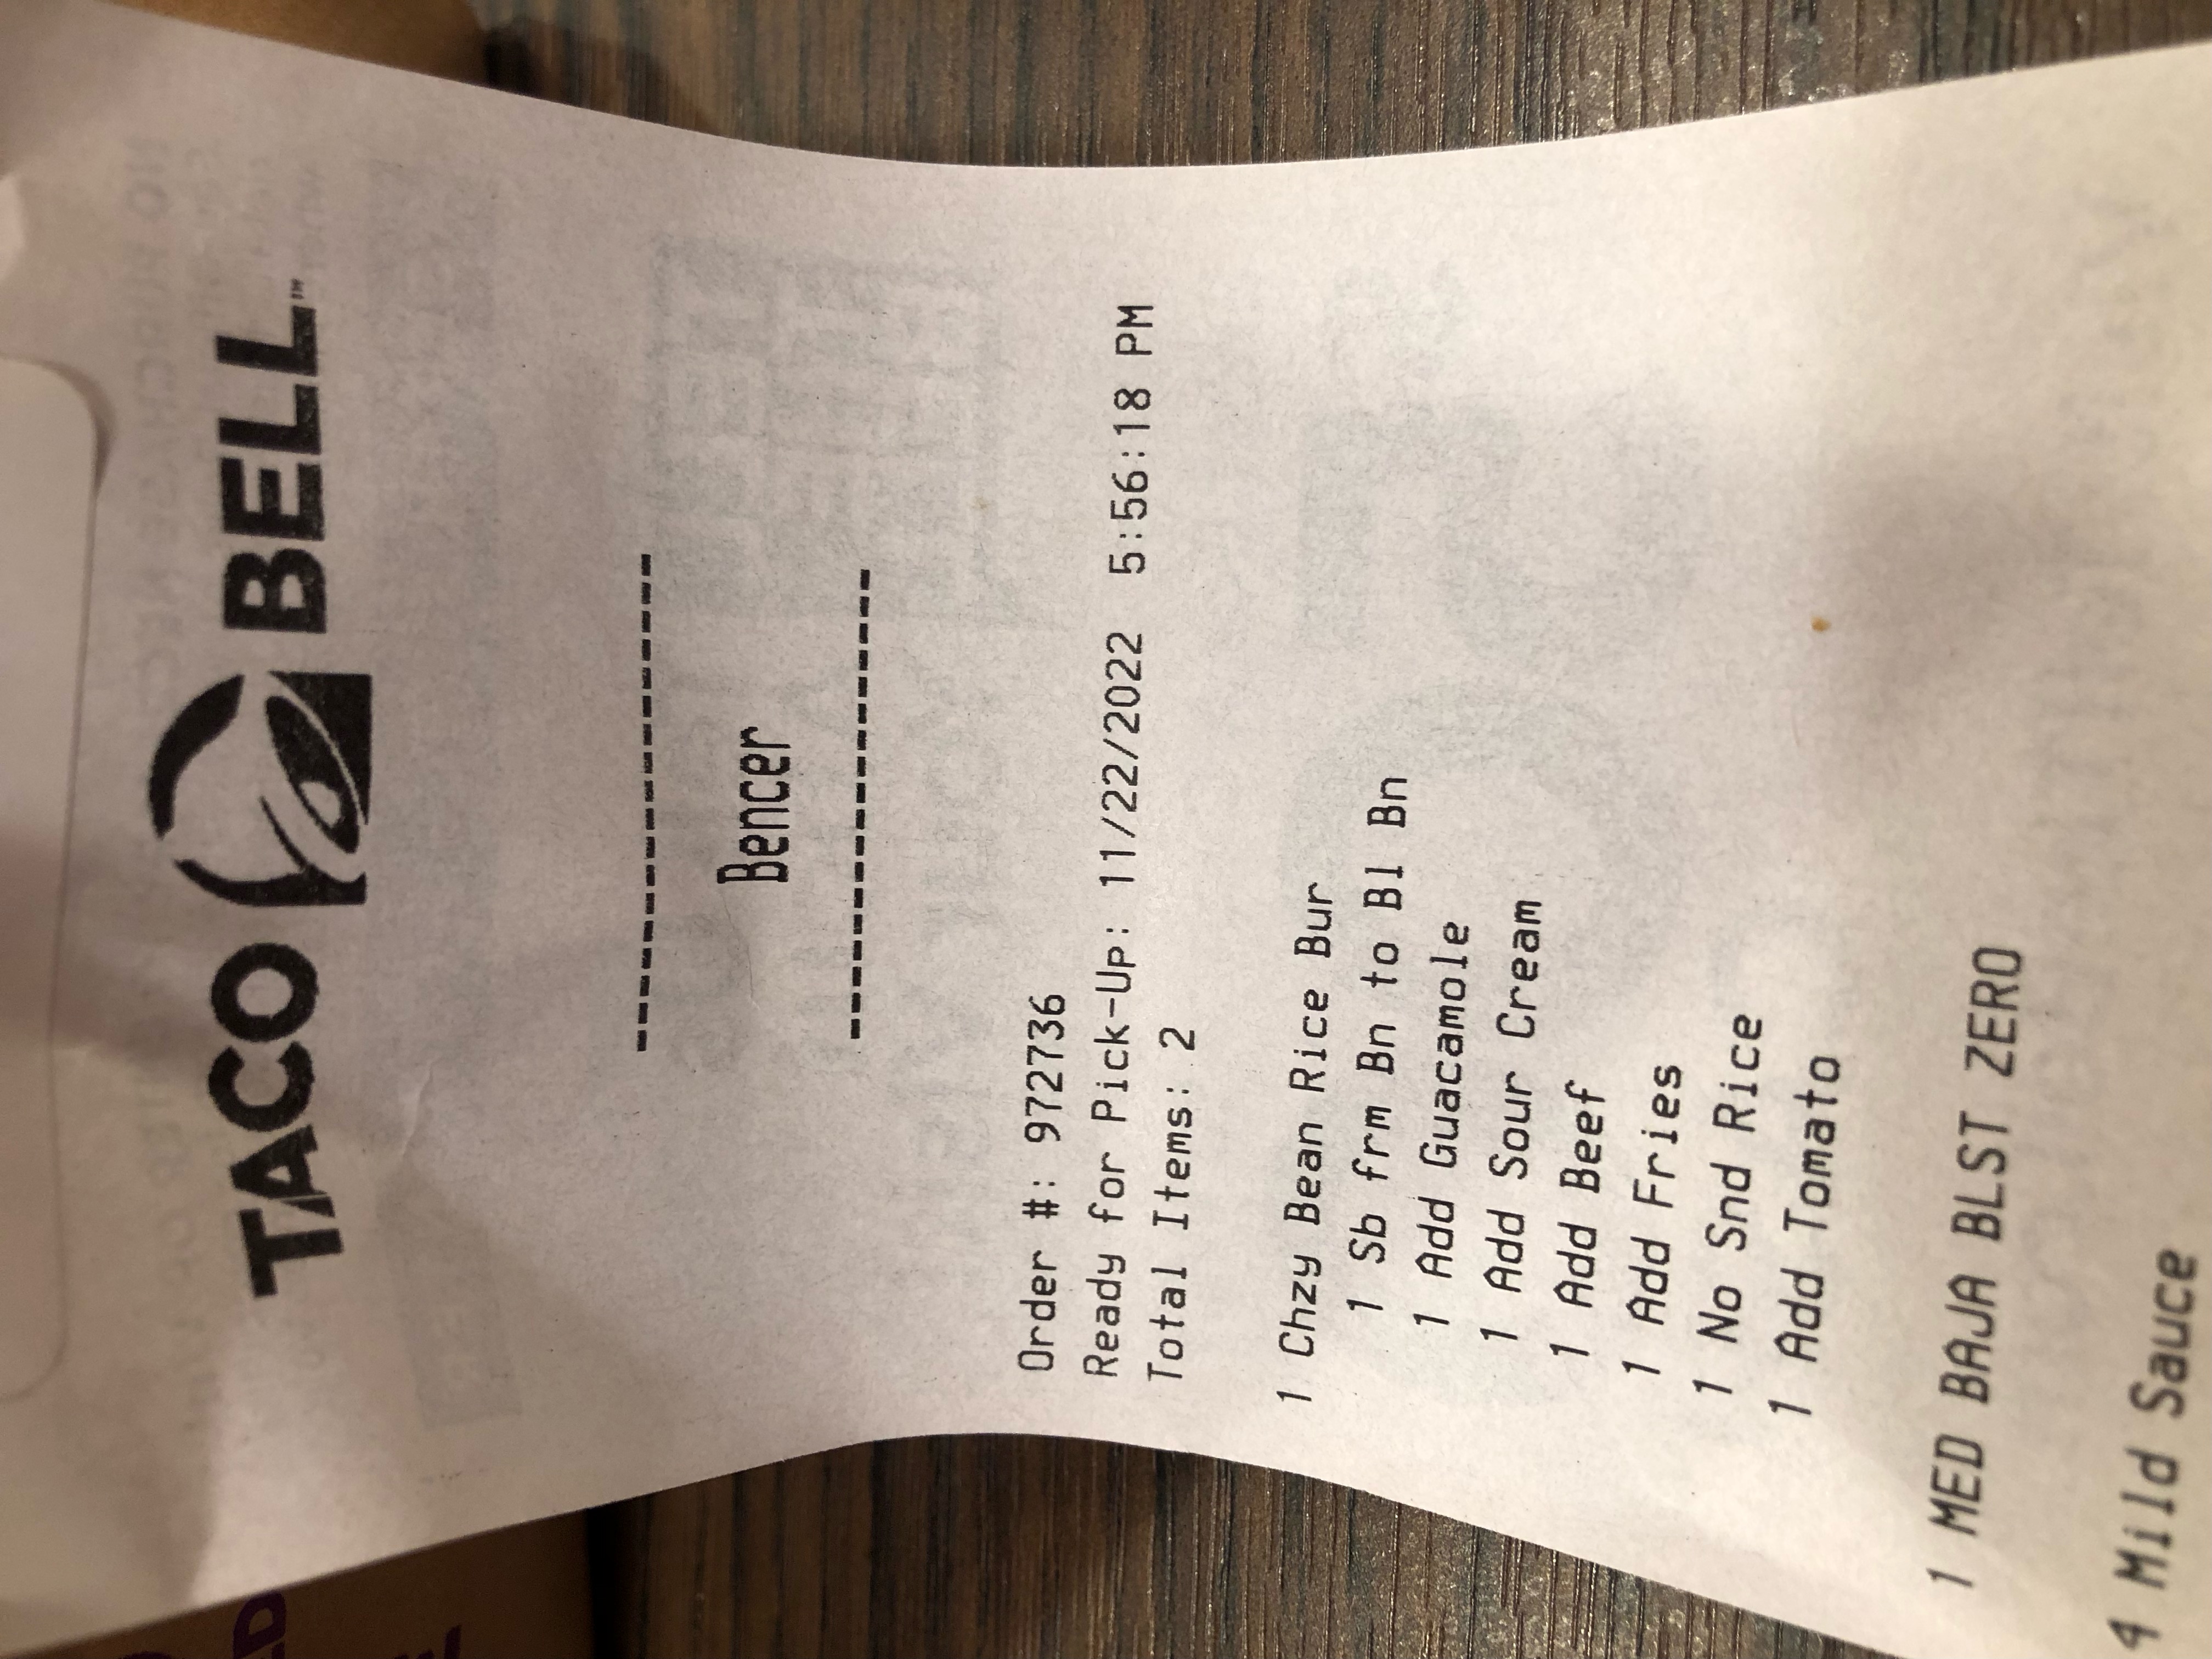 TACO BELL™
------------------
Bencer
------------------
Order #: 972736
Ready for Pick-Up: 11/22/2022 5:56:18 PM
Total Items: 2
1 Chzy Bean Rice Bur
1 Sb frm Bn to Bl Bn
1 Add Guacamole
1 Add Sour Cream
1 Add Beef
1 Add Fries
1 No Snd Rice
1 Add Tomato
1 MED BAJA BLST ZERO
4 Mild Sauce